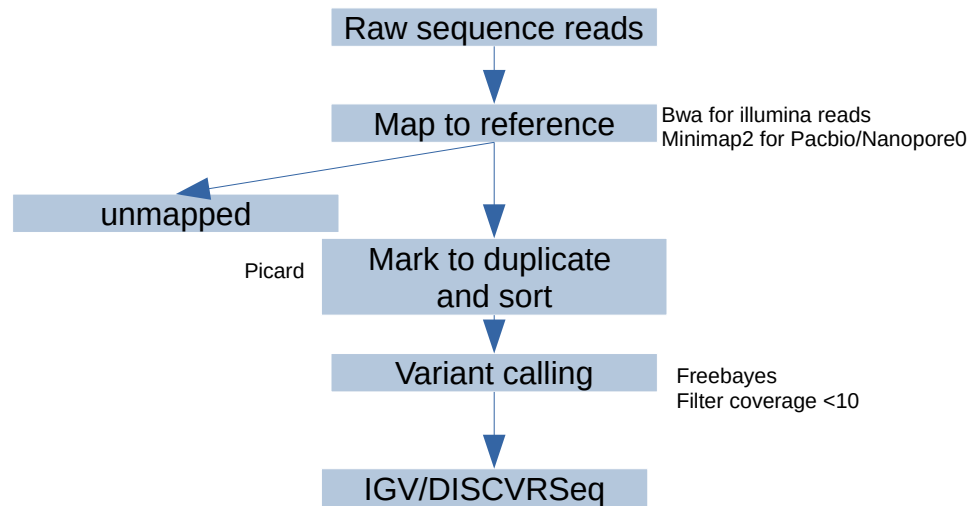 Raw sequence reads
Map to reference
Bwa for illumina reads
Minimap2 for Pacbio/Nanopore0
unmapped
Picard
Mark to duplicate
and sort
Variant calling
Freebayes
Filter coverage <10
IGV/DISCVRSeq